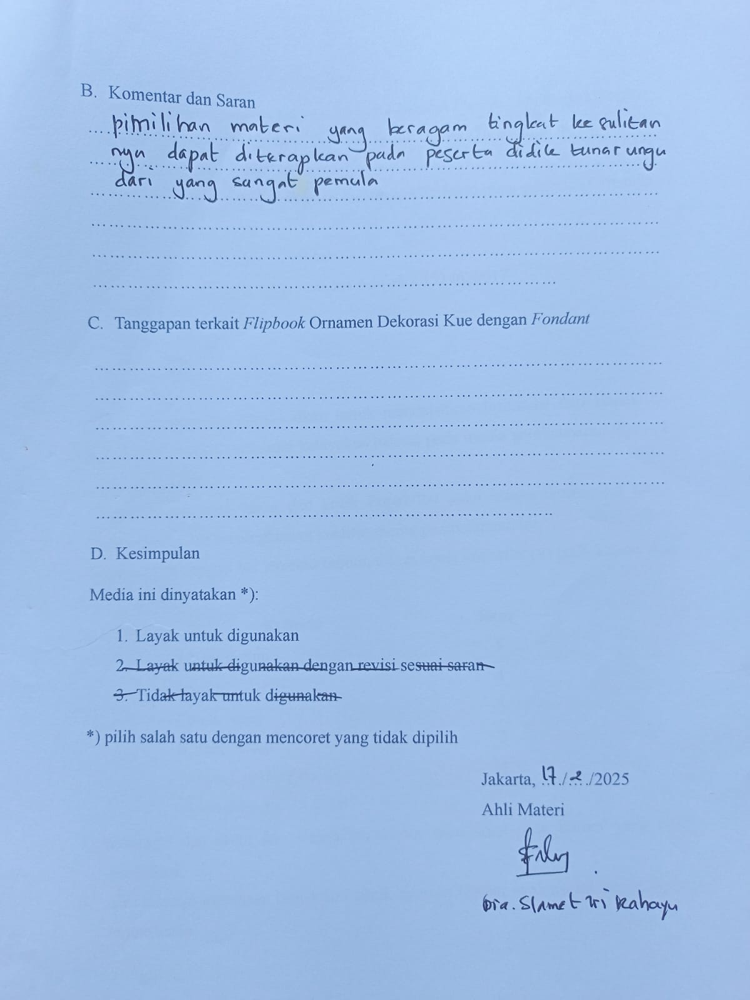 B. Komentar dan Saran
pimilihan materi yang beragam tingkat kesulitan
nya dapat diterapkan pada peserta didik tunarungu
dari yang sangat pemula
C. Tanggapan terkait Flipbook Ornamen Dekorasi Kue dengan Fondant
D. Kesimpulan
Media ini dinyatakan *):
1. Layak untuk digunakan
2. Layak untuk digunakan dengan revisi sesuai saran
3. Tidak layak untuk digunakan
*) pilih salah satu dengan mencoret yang tidak dipilih
Jakarta, 17/2/2025
Ahli Materi
Dra. Slamet Tri Rahayu